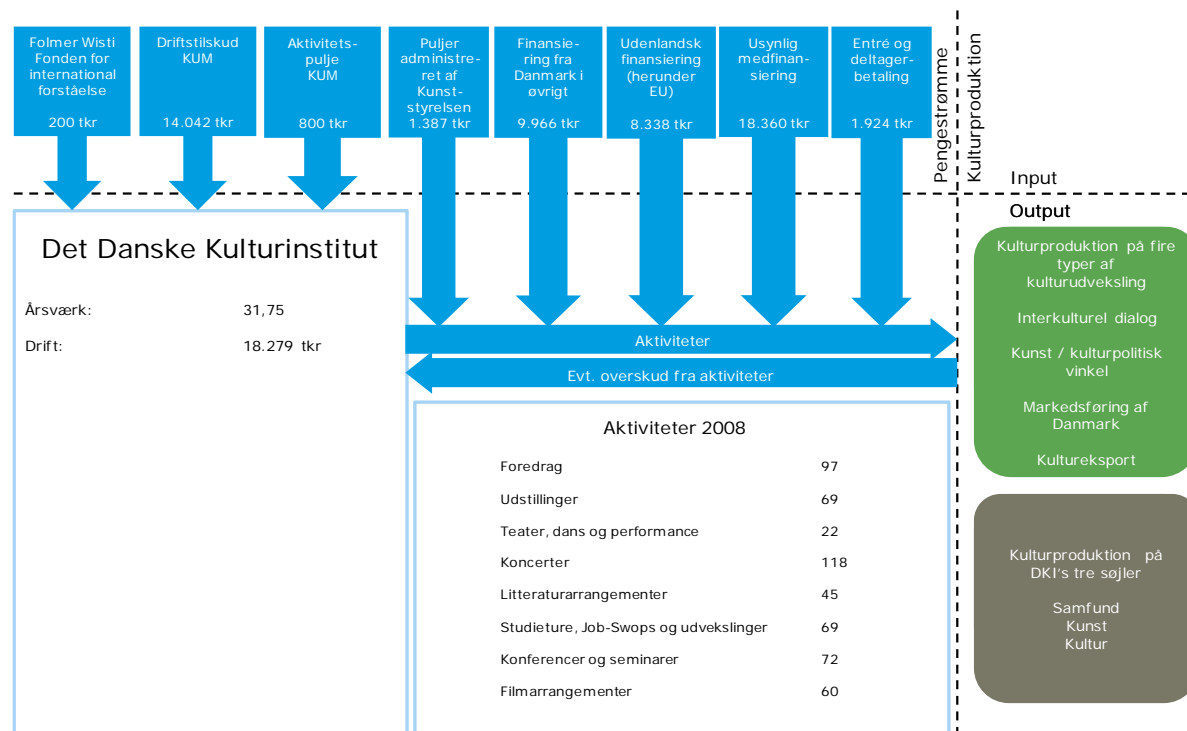 Folmer Wisti
Fonden for
international
forståelse
200 tkr
Driftstilskud
KUM
14.042 tkr
Aktivitets-
pulje
KUM
800 tkr
Puljer
administre-
ret af
Kunst-
styrelsen
1.387 tkr
Finansie-
ring fra
Danmark i
øvrigt
9.966 tkr
Udenlandsk
finansiering
(herunder
EU)
8.338 tkr
Usynlig
medfinan-
siering
18.360 tkr
Entré og
deltager-
betaling
1.924 tkr
Pengestrømme
Kulturproduktion
Input
Output
Det Danske Kulturinstitut
Årsværk: 31,75
Drift: 18.279 tkr
Aktiviteter
Evt. overskud fra aktiviteter
Aktiviteter 2008
Foredrag 97
Udstillinger 69
Teater, dans og performance 22
Koncerter 118
Litteraturarrangementer 45
Studieture, Job-Swops og udvekslinger 69
Konferencer og seminarer 72
Filmarrangementer 60
Kulturproduktion på fire
typer af
kulturudveksling
Interkulturel dialog
Kunst / kulturpolitisk
vinkel
Markedsføring af
Danmark
Kultureksport
Kulturproduktion på
DKI's tre søjler
Samfund
Kunst
Kultur